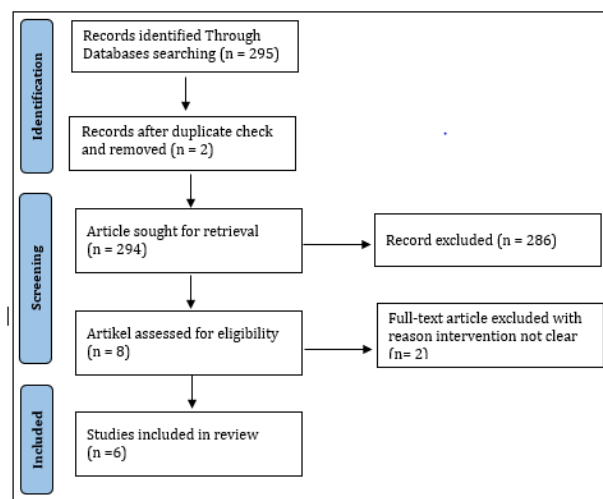 Identification
Records identified Through
Databases searching (n = 295)
Records after duplicate check
and removed (n = 2)
Screening
Article sought for retrieval
(n = 294)
Record excluded (n = 286)
Artikel assessed for eligibility
(n = 8)
Full-text article excluded with
reason intervention not clear
(n= 2)
Included
Studies included in review
(n =6)